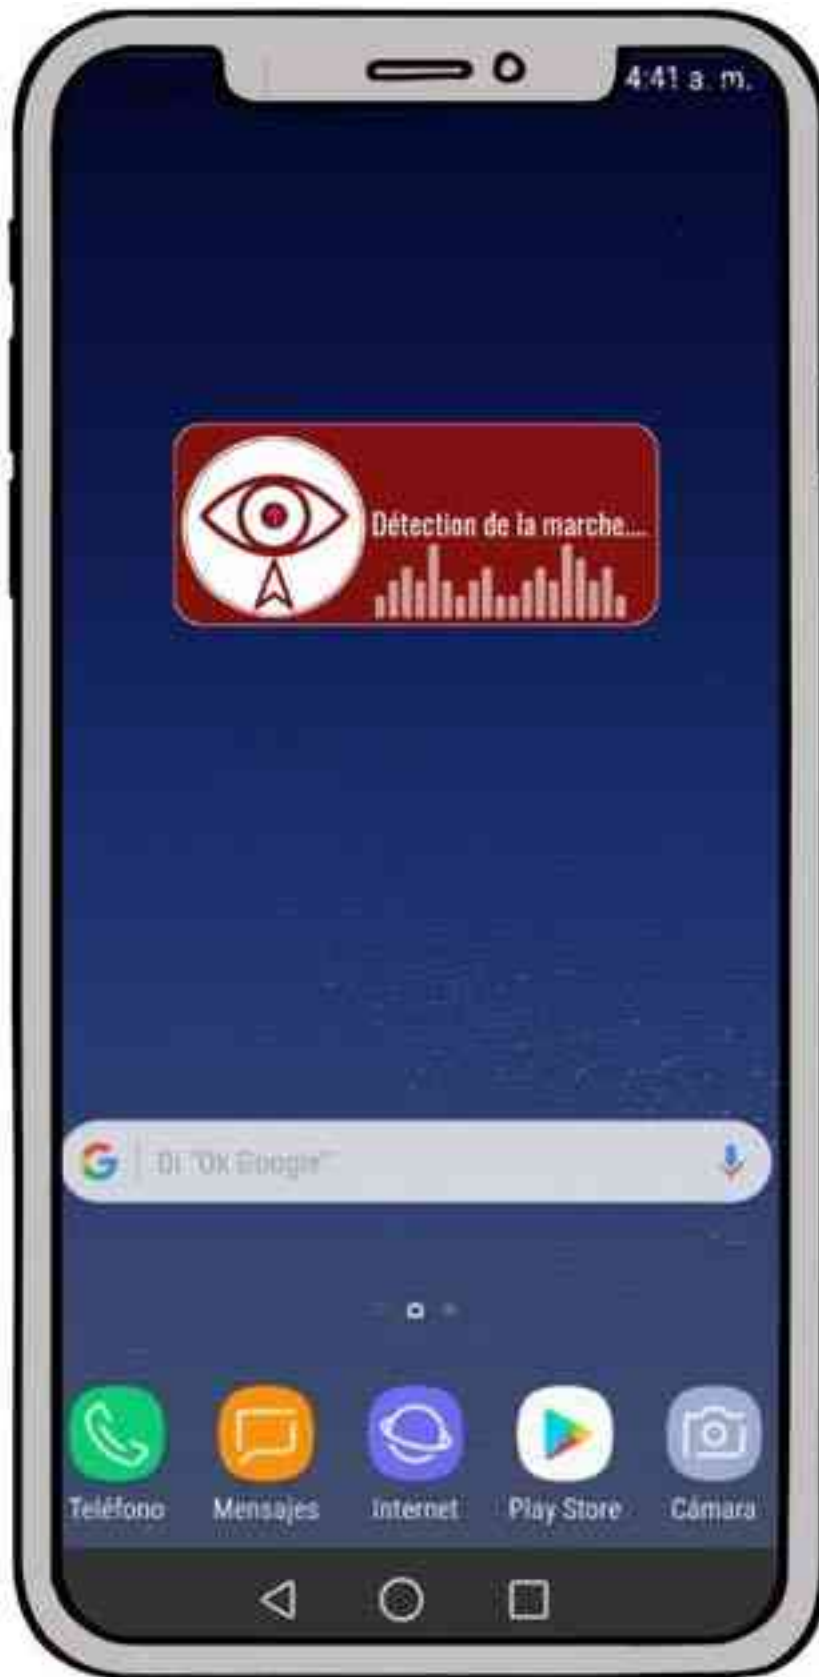 4:41 a. m.
Détection de la marche....
G Di "Ok Google"
Teléfono Mensajes Internet Play Store Cámara